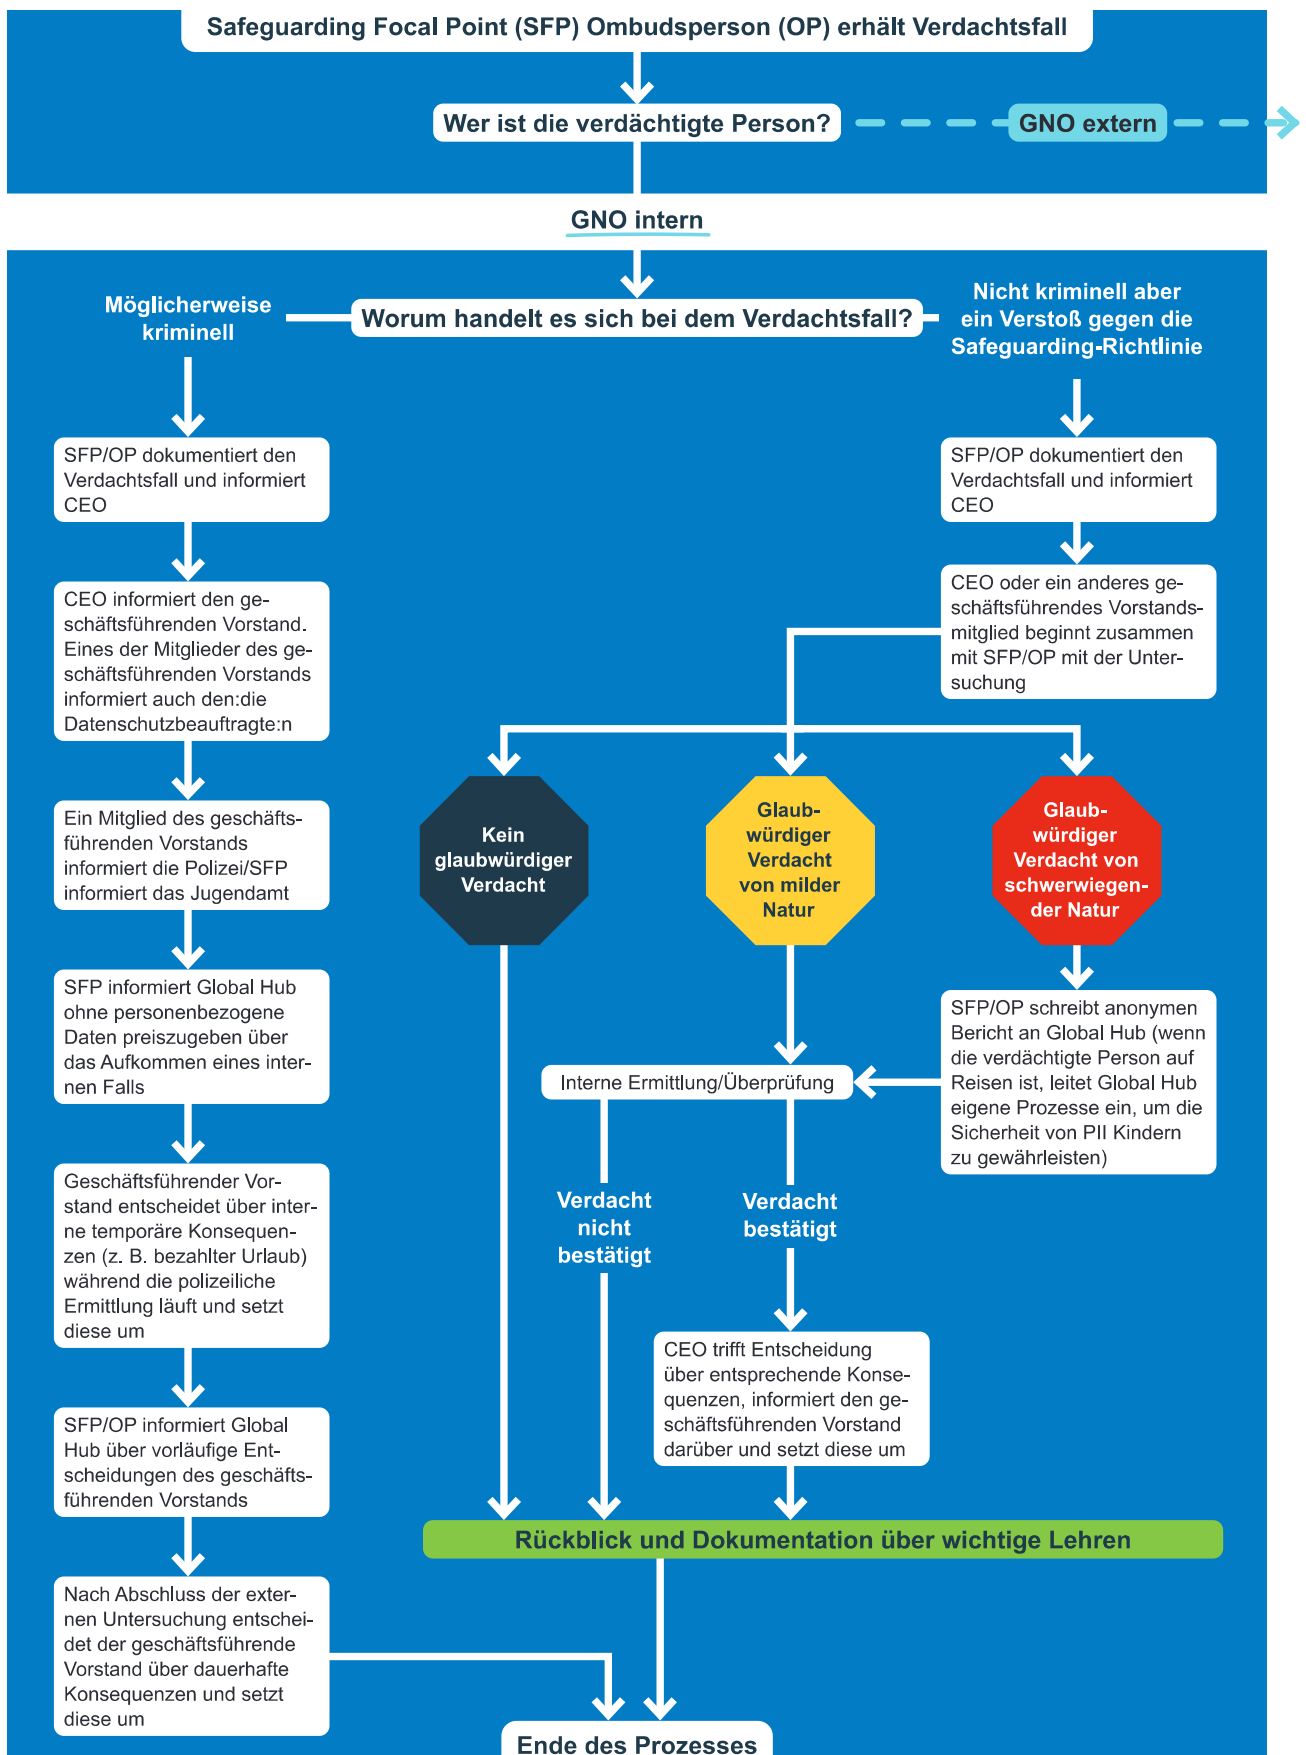 Safeguarding Focal Point (SFP) Ombudsperson (OP) erhält Verdachtsfall
Wer ist die verdächtigte Person?
GNO extern
GNO intern
Worum handelt es sich bei dem Verdachtsfall?
Möglicherweise
kriminell
SFP/OP dokumentiert den
Verdachtsfall und informiert
CEO
CEO informiert den ge-
schäftsführenden Vorstand.
Eines der Mitglieder des ge-
schäftsführenden Vorstands
informiert auch den:die
Datenschutzbeauftragte:n
Ein Mitglied des geschäfts-
führenden Vorstands
informiert die Polizei/SFP
informiert das Jugendamt
SFP informiert Global Hub
ohne personenbezogene
Daten preiszugeben über
das Aufkommen eines inter-
nen Falls
Geschäftsführender Vor-
stand entscheidet über inter-
ne temporäre Konsequen-
zen (z. B. bezahlter Urlaub)
während die polizeiliche
Ermittlung läuft und setzt
diese um
SFP/OP informiert Global
Hub über vorläufige Ent-
scheidungen des geschäfts-
führenden Vorstands
Nach Abschluss der exter-
nen Untersuchung entschei-
det der geschäftsführende
Vorstand über dauerhafte
Konsequenzen und setzt
diese um
Nicht kriminell aber
ein Verstoß gegen die
Safeguarding-Richtlinie
SFP/OP dokumentiert den
Verdachtsfall und informiert
CEO
CEO oder ein anderes ge-
schäftsführendes Vorstands-
mitglied beginnt zusammen
mit SFP/OP mit der Unter-
suchung
Kein
glaubwürdiger
Verdacht
Glaub-
würdiger
Verdacht
von milder
Natur
Glaub-
würdiger
Verdacht von
schwerwiegen-
der Natur
SFP/OP schreibt anonymen
Bericht an Global Hub (wenn
die verdächtigte Person auf
Reisen ist, leitet Global Hub
eigene Prozesse ein, um die
Sicherheit von PII Kindern
zu gewährleisten)
Interne Ermittlung/Überprüfung
Verdacht
nicht
bestätigt
Verdacht
bestätigt
CEO trifft Entscheidung
über entsprechende Konse-
quenzen, informiert den ge-
schäftsführenden Vorstand
darüber und setzt diese um
Rückblick und Dokumentation über wichtige Lehren
Ende des Prozesses